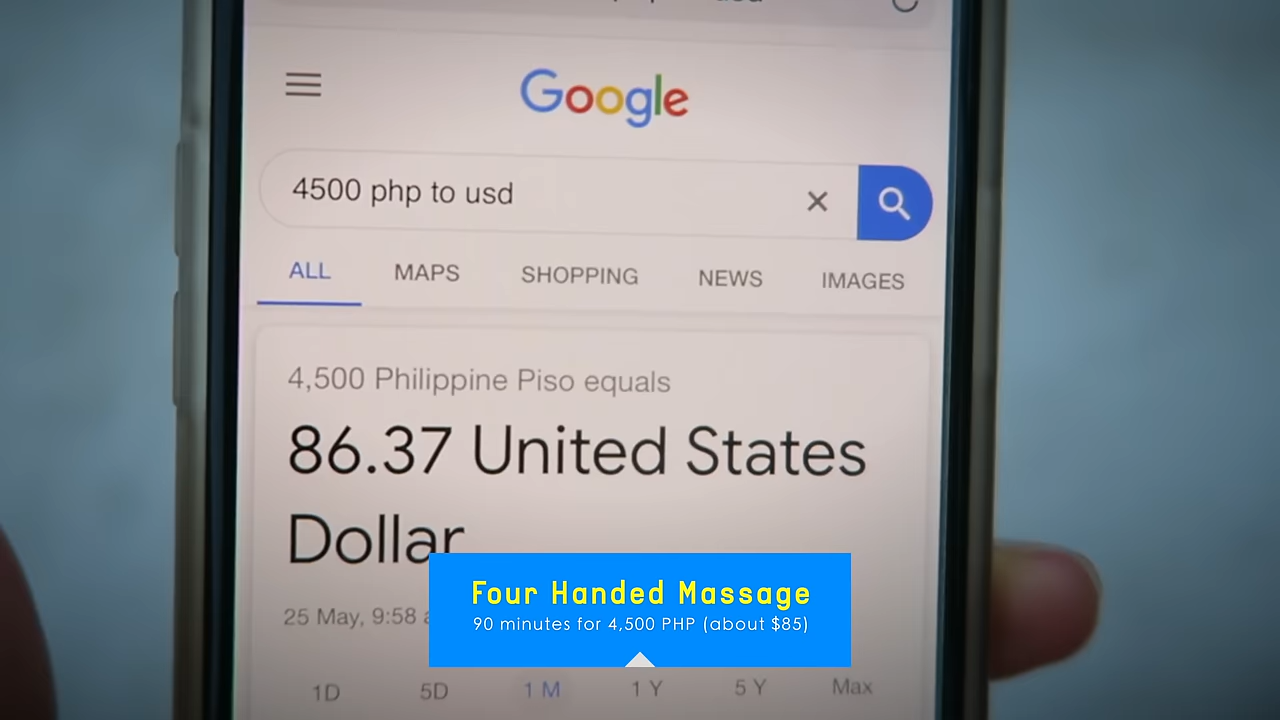 Google
4500 php to usd
ALL MAPS SHOPPING NEWS IMAGES
4,500 Philippine Piso equals
86.37 United States
Dollar
25 May, 9:58
Four Handed Massage
90 minutes for 4,500 PHP (about $85)
1D 5D 1 M 1 Y 5 Y Max